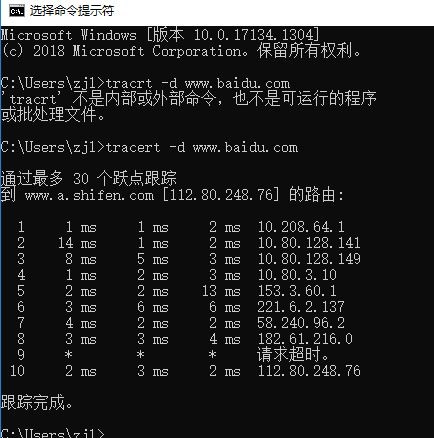 选择命令提示符
Microsoft Windows [版本 10.0.17134.1304]
(c) 2018 Microsoft Corporation。保留所有权利。
C:\Users\zjl>tracrt -d www.baidu.com
'tracrt' 不是内部或外部命令，也不是可运行的程序
或批处理文件。
C:\Users\zjl>tracert -d www.baidu.com
通过最多 30 个跃点跟踪
到 www.a.shifen.com [112.80.248.76] 的路由:
1 1 ms 1 ms 2 ms 10.208.64.1
2 14 ms 1 ms 2 ms 10.80.128.141
3 8 ms 5 ms 3 ms 10.80.128.149
4 1 ms 2 ms 3 ms 10.80.3.10
5 2 ms 2 ms 13 ms 153.3.60.1
6 3 ms 6 ms 6 ms 221.6.2.137
7 4 ms 2 ms 2 ms 58.240.96.2
8 3 ms 3 ms 4 ms 182.61.216.0
9 * * * 请求超时。
10 2 ms 3 ms 2 ms 112.80.248.76
跟踪完成。
C:\Users\zjl>